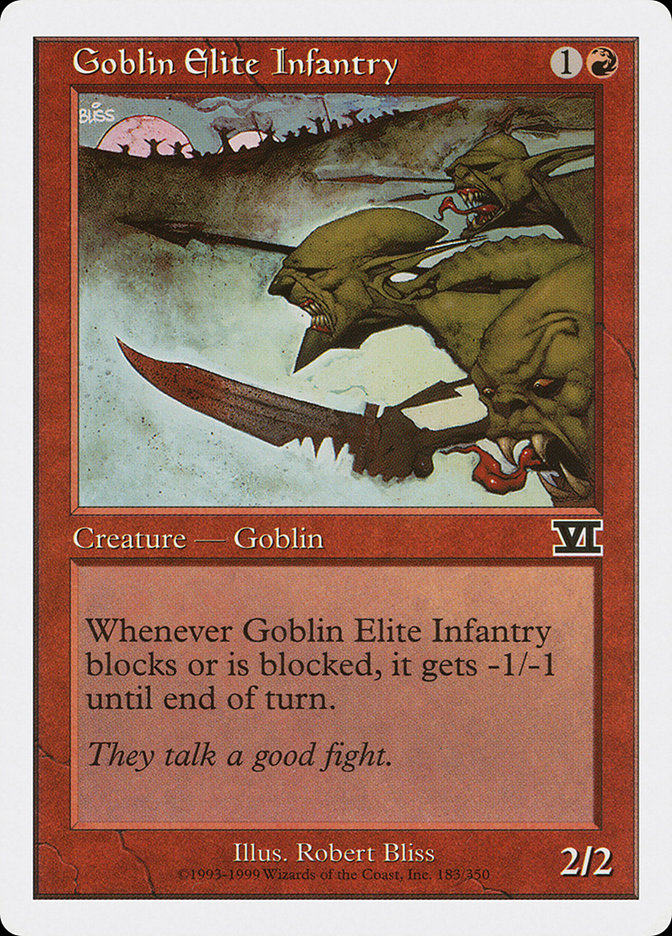 Goblin Elite Infantry 1
BLISS
Creature — Goblin VI
Whenever Goblin Elite Infantry
blocks or is blocked, it gets -1/-1
until end of turn.
They talk a good fight.
Illus. Robert Bliss
©1993-1999 Wizards of the Coast, Inc. 183/350
2/2